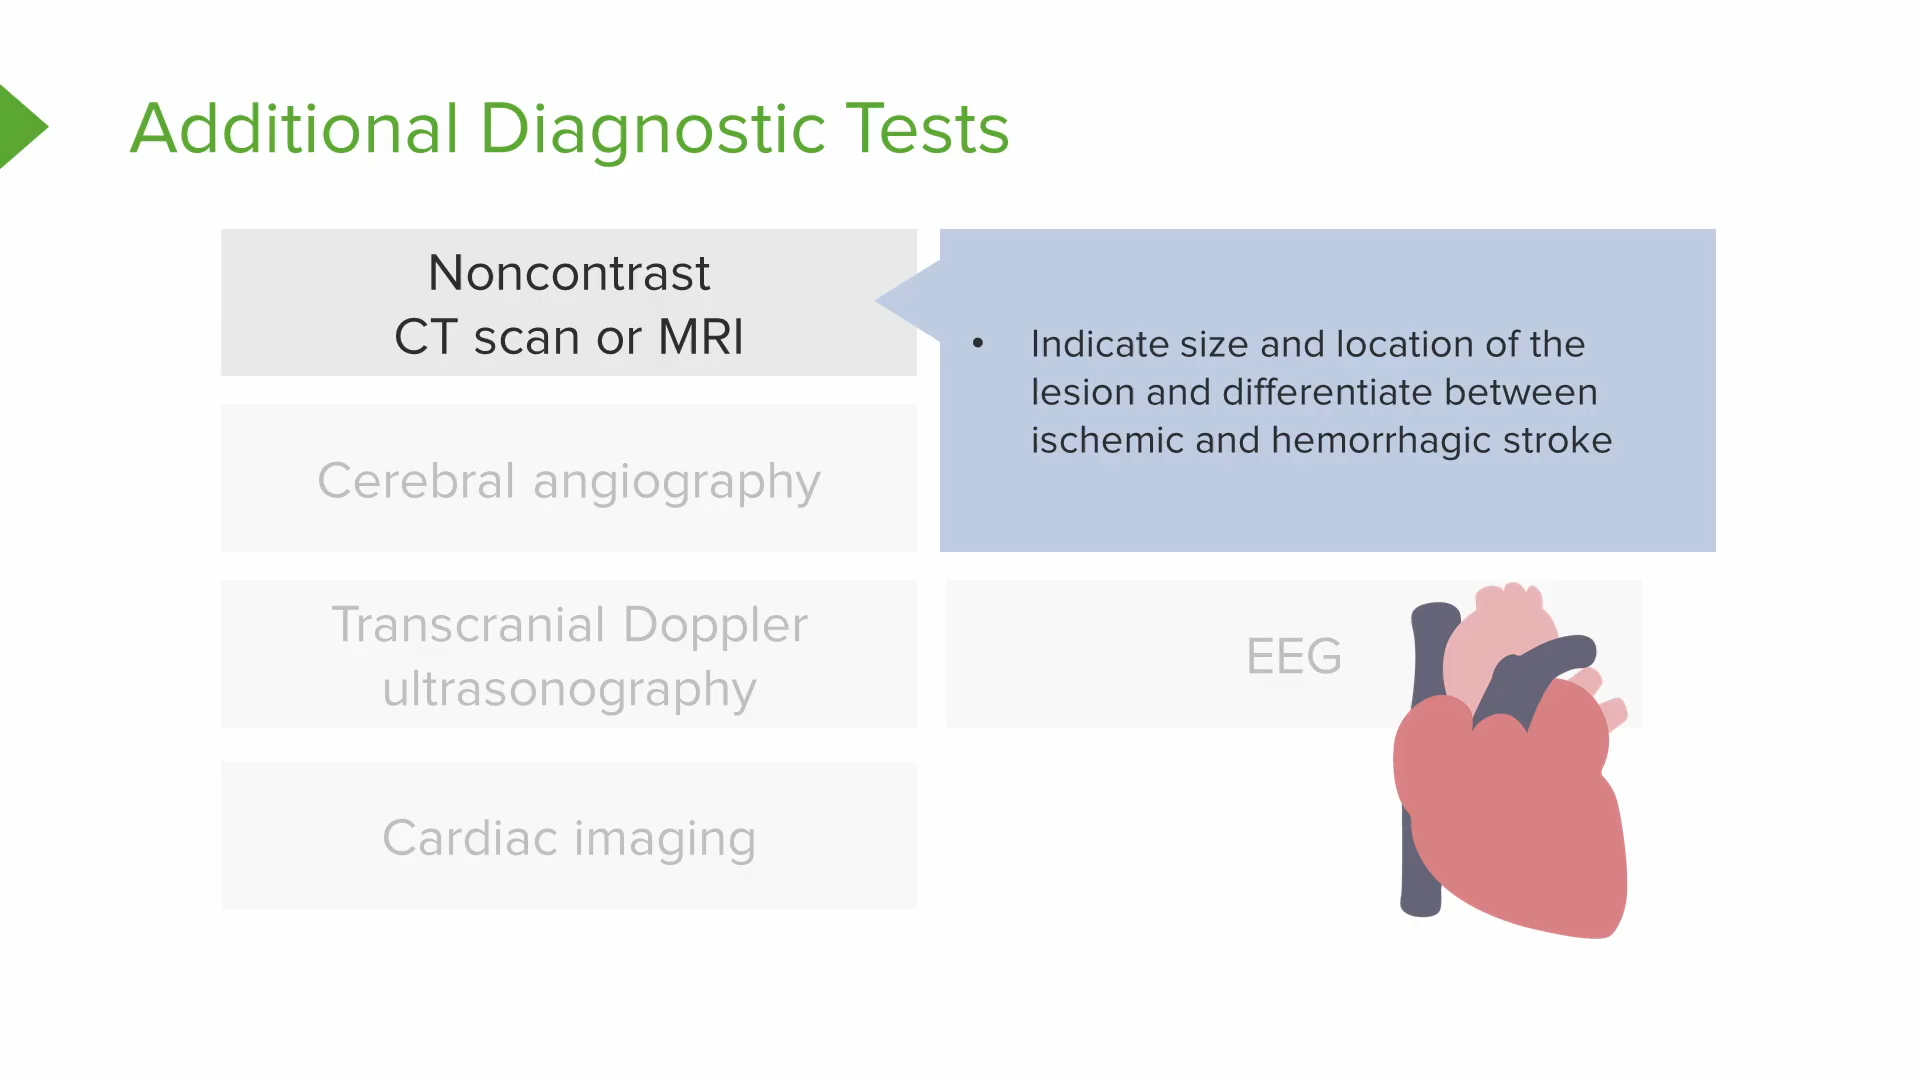 Additional Diagnostic Tests
Noncontrast
CT scan or MRI
• Indicate size and location of the
lesion and differentiate between
ischemic and hemorrhagic stroke
Cerebral angiography
Transcranial Doppler
ultrasonography
EEG
Cardiac imaging